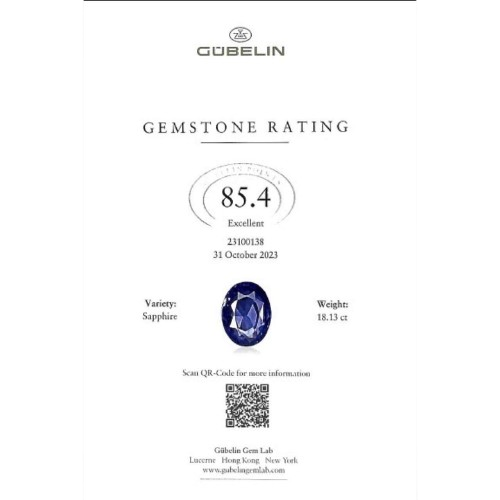 GÜBELIN
GEMSTONE RATING
POINTS
85.4
Excellent
23100138
31 October 2023
Variety:
Sapphire
Weight:
18.13 ct
Scan QR-Code for more information
Gübelin Gem Lab
Lucerne Hong Kong New York
www.gubelingemlab.com